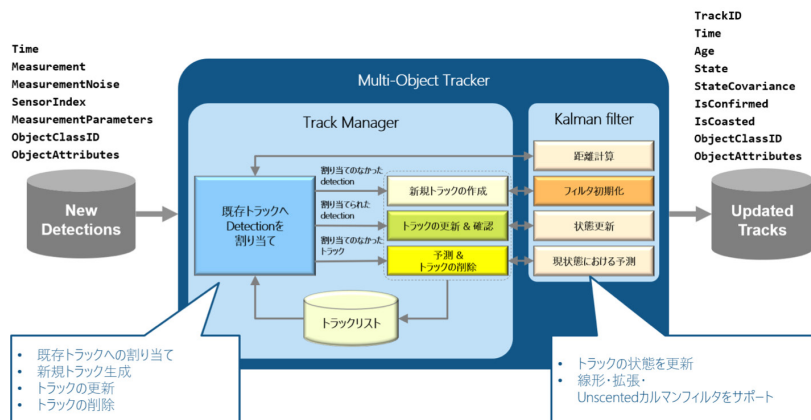 Time
Measurement
MeasurementNoise
SensorIndex
MeasurementParameters
ObjectClassID
ObjectAttributes
New
Detections
Multi-Object Tracker
Track Manager
既存トラックへ
Detectionを
割り当て
割り当てのなかった
detection
新規トラックの作成
割り当てられた
detection
トラックの更新 & 確認
割り当てのなかった
トラック
予測 &
トラックの削除
トラックリスト
Kalman filter
距離計算
フィルタ初期化
状態更新
現状態における予測
TrackID
Time
Age
State
StateCovariance
IsConfirmed
IsCoasted
ObjectClassID
ObjectAttributes
Updated
Tracks
• 既存トラックへの割り当て
• 新規トラック生成
• トラックの更新
• トラックの削除
• トラックの状態を更新
• 線形・拡張・
Unscentedカルマンフィルタをサポート